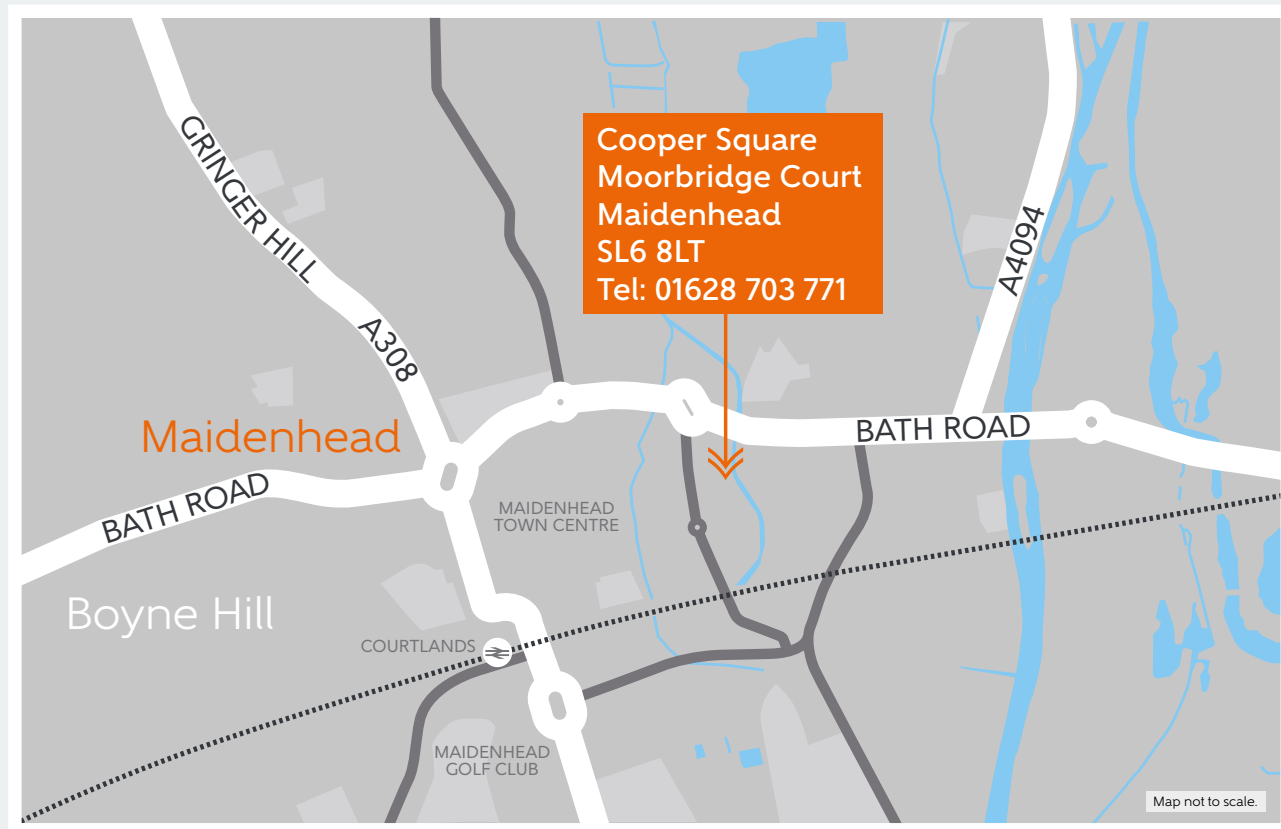 Cooper Square
Moorbridge Court
Maidenhead
SL6 8LT
Tel: 01628 703 771
GRINGER HILL
A308
A4094
Maidenhead
BATH ROAD
BATH ROAD
MAIDENHEAD
TOWN CENTRE
Boyne Hill
COURTLANDS
MAIDENHEAD
GOLF CLUB
Map not to scale.